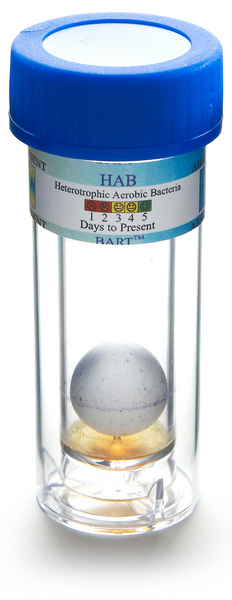 HAB
Heterotrophic Aerobic Bacteria
1 2 3 4 5
Days to Present
BART™